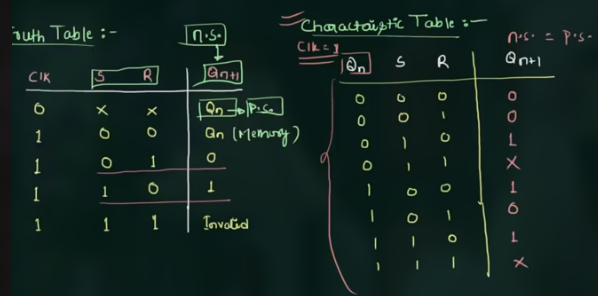 Truth Table :-
n.s.
Clk S R Qn+1
0 x x Qn → p.s.
1 0 0 Qn (Memory)
1 0 1 0
1 1 0 1
1 1 1 Invalid
Characteristic Table :-
Clk = 1
n.s. = p.s.
Qn S R Qn+1
0 0 0 0
0 0 1 0
0 1 0 1
0 1 1 x
1 0 0 1
1 0 1 0
1 1 0 1
1 1 1 x